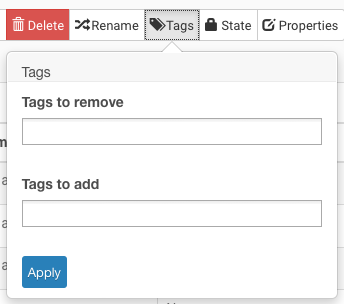 Delete Rename Tags State Properties
Tags
Tags to remove
Tags to add
Apply